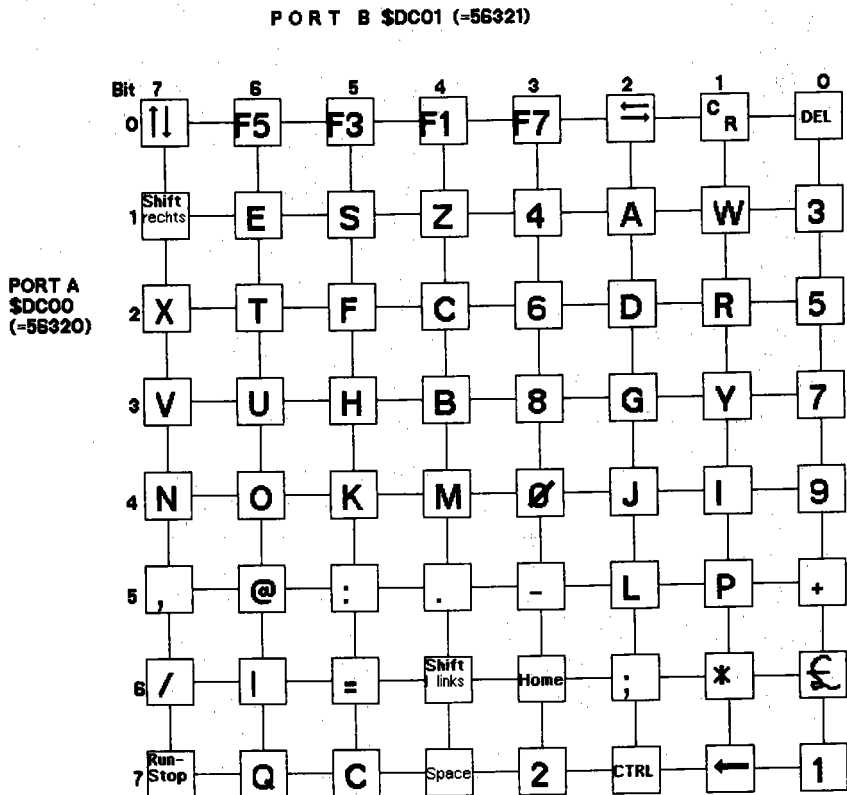 PORT B $DC01 (=56321)
Bit 7 6 5 4 3 2 1 0
0 ↑↓ F5 F3 F1 F7 ⇆ CR DEL
1 Shift rechts E S Z 4 A W 3
PORT A
$DC00
(=56320)
2 X T F C 6 D R 5
3 V U H B 8 G Y 7
4 N O K M Ø J I 9
5 , @ : . - L P +
6 / | = Shift links Home ; * £
7 Run-Stop Q C Space 2 CTRL ← 1